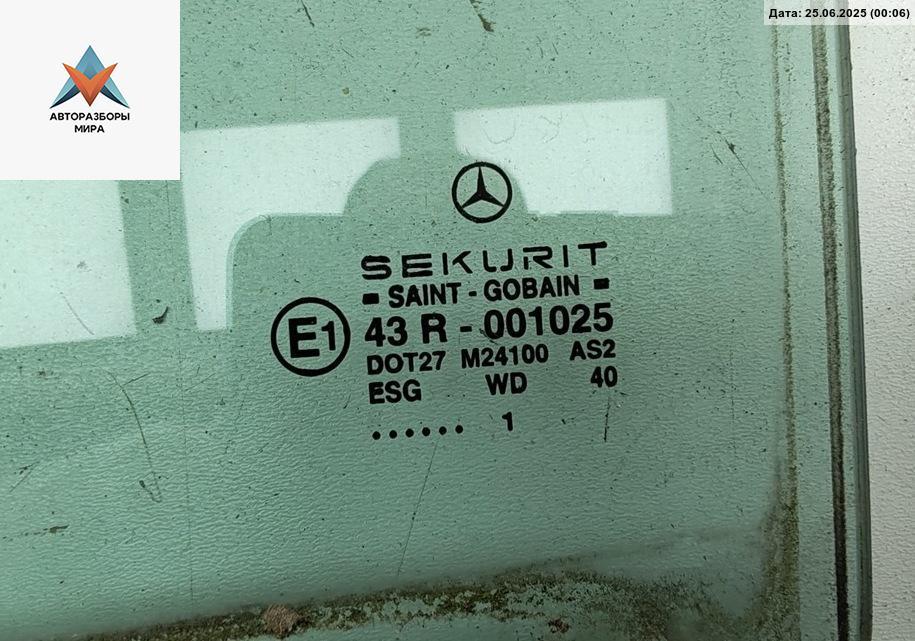 Дата: 25.06.2025 (00:06)
АВТОРАЗБОРЫ
МИРА
SEKURIT
SAINT - GOBAIN
E1
43 R - 001025
DOT27 M24100 AS2
ESG WD 40
...... 1